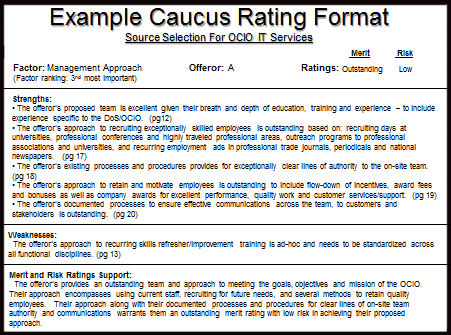 Example Caucus Rating Format
Source Selection For OCIO IT Services
Merit Risk
Factor: Management Approach Offeror: A Ratings: Outstanding Low
(Factor ranking: 3rd most important)
Strengths:
• The offeror's proposed team is excellent given their breath and depth of education, training and experience – to include
experience specific to the DoS/OCIO. (pg12)
• The offeror's approach to recruiting exceptionally skilled employees is outstanding based on: recruiting days at
universities, professional conferences and highly traveled professional areas, outreach programs to professional
associations and universities, and recurring employment ads in professional trade journals, periodicals and national
newspapers. (pg 17)
• The offeror's existing processes and procedures provides for exceptionally clear lines of authority to the on-site team.
(pg 18)
• The offeror's approach to retain and motivate employees is outstanding to include flow-down of incentives, award fees
and bonuses as well as company awards for excellent performance, quality work and customer services/support. (pg 19)
• The offeror's documented processes to ensure effective communications across the team, to customers and
stakeholders is outstanding. (pg 20)
Weaknesses:
The offeror's approach to recurring skills refresher/improvement training is ad-hoc and needs to be standardized across
all functional disciplines. (pg 13)
Merit and Risk Ratings Support:
The offeror's provides an outstanding team and approach to meeting the goals, objectives and mission of the OCIO.
Their approach encompasses using current staff, recruiting for future needs, and several methods to retain quality
employees. Their approach along with their documented processes and procedures for clear lines of on-site team
authority and communications warrants them an outstanding merit rating with low risk in achieving their proposed
approach.